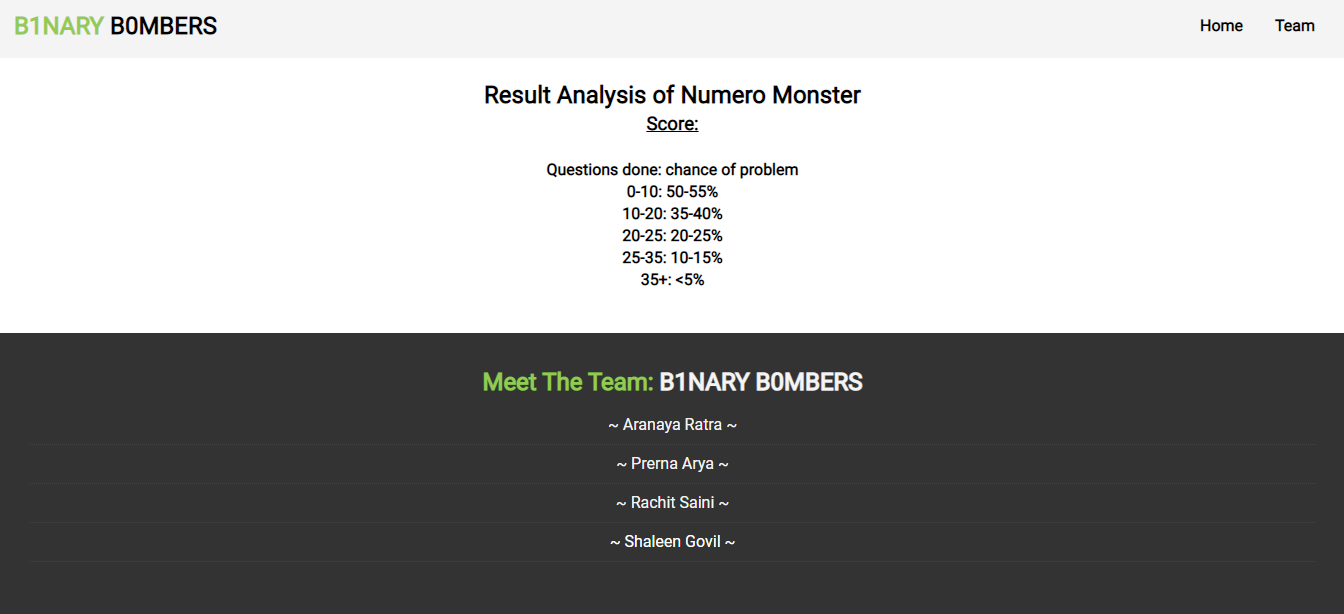 B1NARY B0MBERS
Home
Team
Result Analysis of Numero Monster
Score:
Questions done: chance of problem
0-10: 50-55%
10-20: 35-40%
20-25: 20-25%
25-35: 10-15%
35+: <5%
Meet The Team: B1NARY B0MBERS
~ Aranaya Ratra ~
~ Prerna Arya ~
~ Rachit Saini ~
~ Shaleen Govil ~